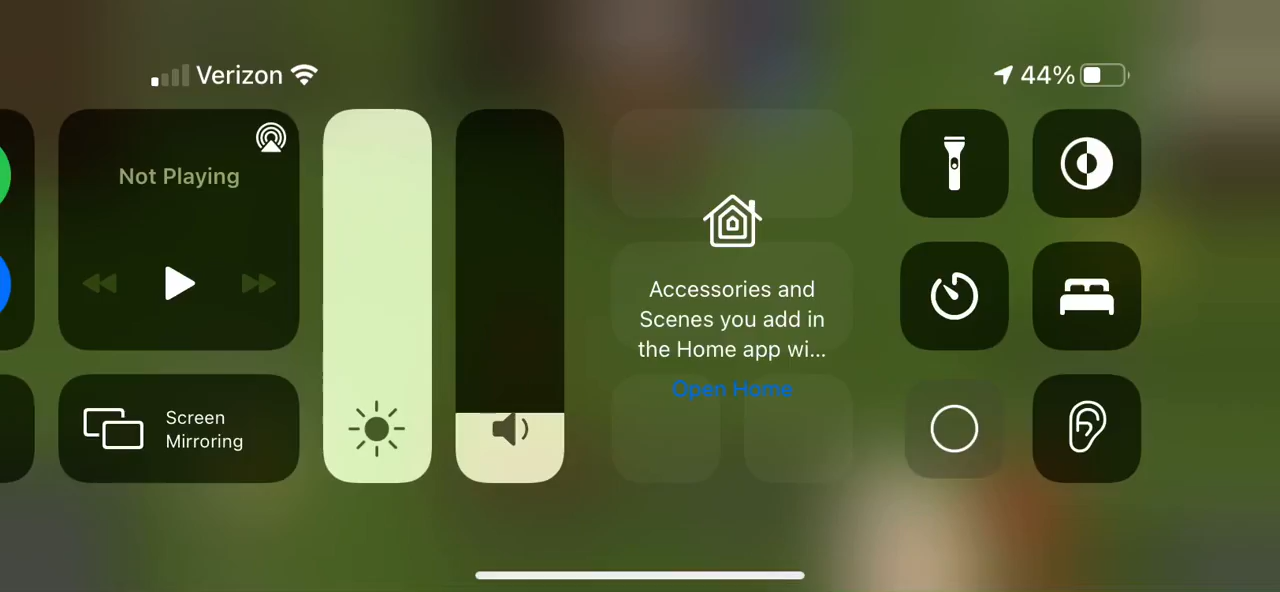 Verizon
44%
Not Playing
Screen
Mirroring
Accessories and
Scenes you add in
the Home app wi...
Open Home